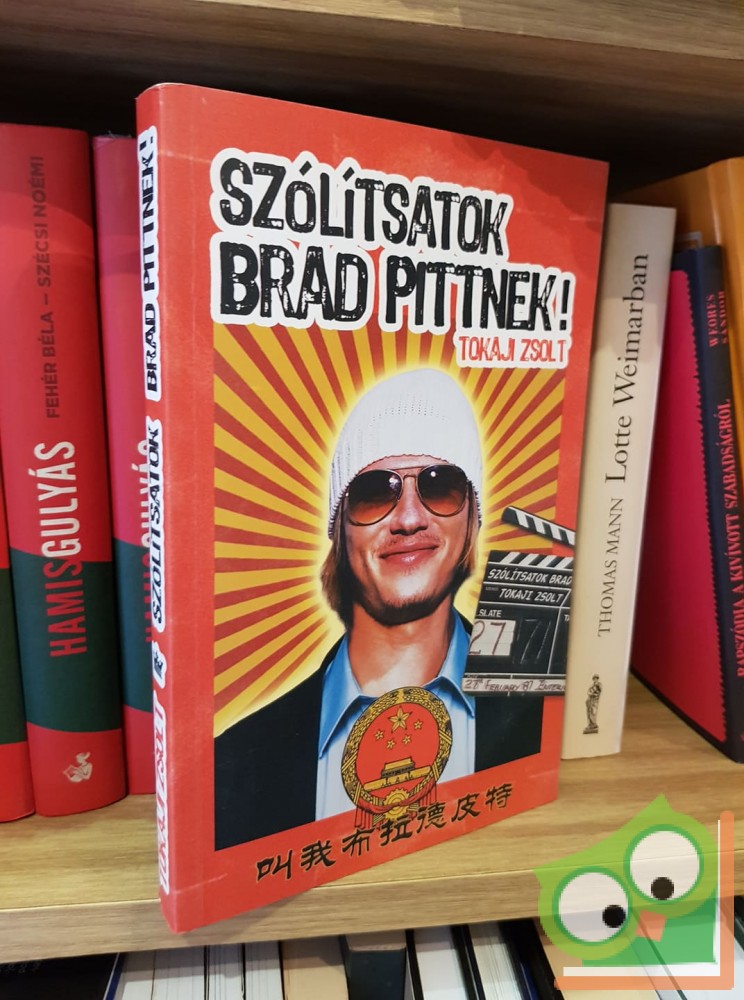 SZÓLÍTSATOK
BRAD PITTNEK!
TOKAJI ZSOLT
SZÓLÍTSATOK BRAD
TOKAJI ZSOLT
SLATE
27
叫我布拉德皮特
TOKAJI ZSOLT
SZÓLÍTSATOK BRAD PITTNEK!
HAMISGULYÁS
FEHÉR BÉLA – SZÉCSI NOÉMI
THOMAS MANN Lotte Weimarban
RAPSZÓDIA A KIVÍVOTT SZABADSÁGRÓL
WEÖRES
SÁNDOR